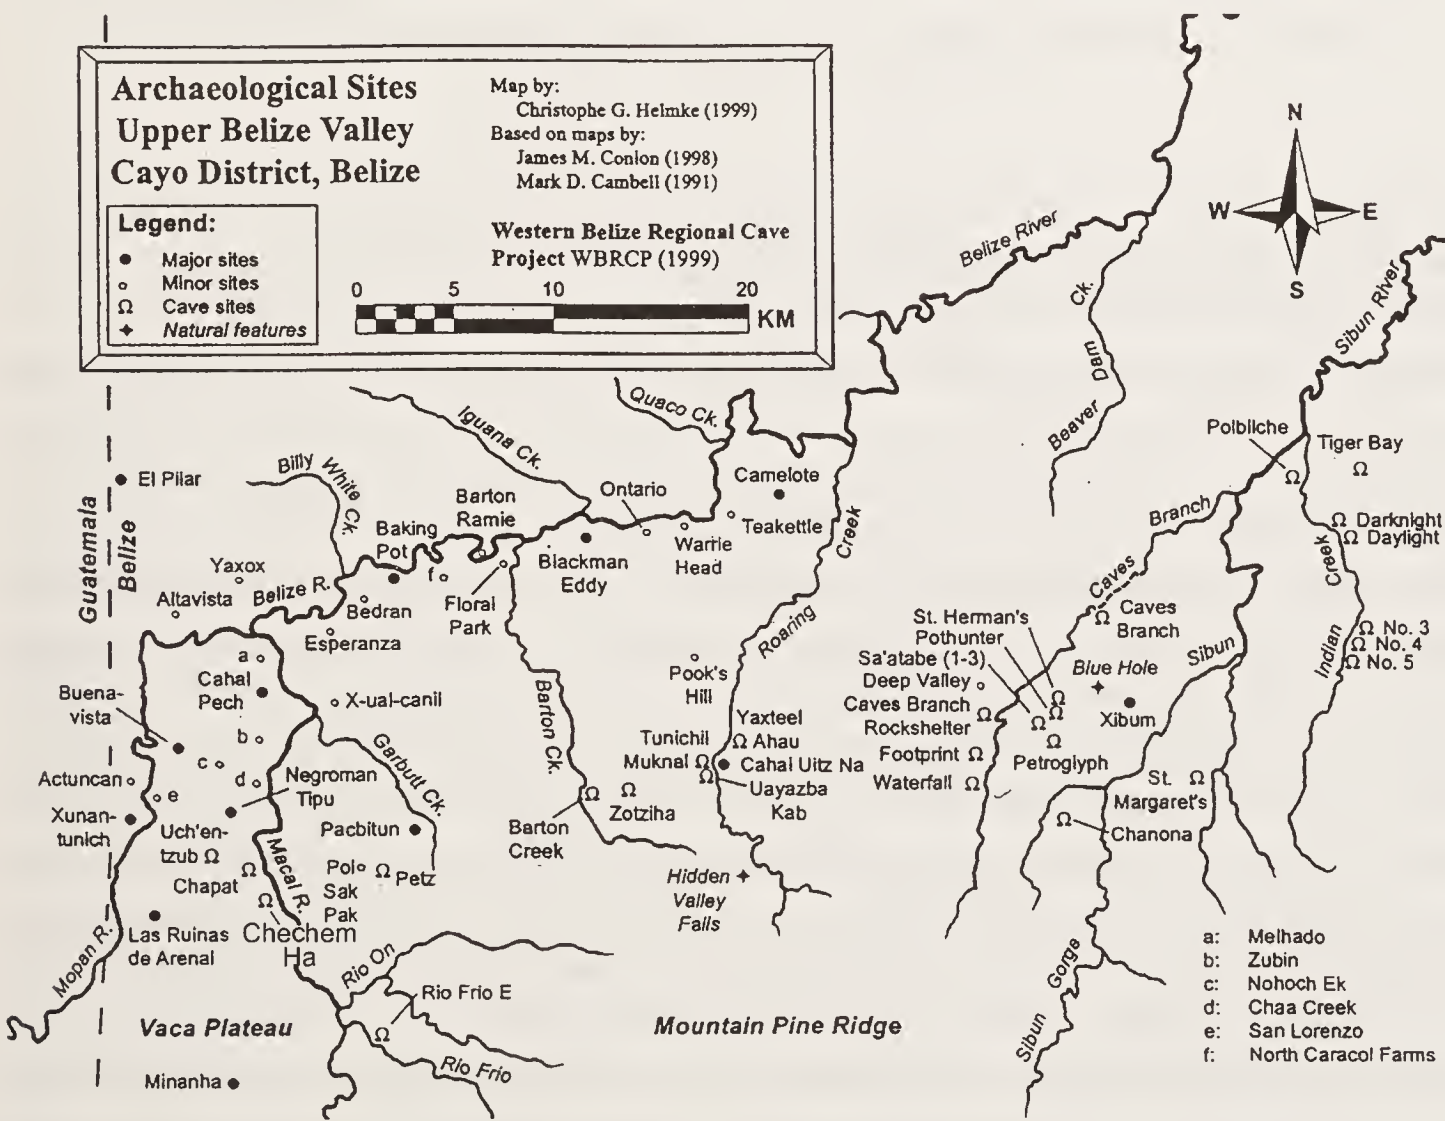 Archaeological Sites
Upper Belize Valley
Cayo District, Belize
Map by:
Christophe G. Helmke (1999)
Based on maps by:
James M. Conlon (1998)
Mark D. Cambell (1991)
Western Belize Regional Cave
Project WBRCP (1999)
Legend:
Major sites
Minor sites
Ω Cave sites
Natural features
0 5 10 20
KM
N
W E
S
Belize River
Beaver Dam Ck.
Sibun River
Quaco Ck.
Iguana Ck.
Billy White Ck.
Guatemala
Belize
El Pilar
Polbilche
Tiger Bay
Camelote
Teakettle
Ontario
Warrie
Head
Barton
Ramie
Baking
Pot
f
Blackman
Eddy
Floral
Park
Bedran
Esperanza
Yaxox
Altavista
Belize R.
Darknight
Daylight
Caves Branch
Indian Creek
Roaring Creek
Caves
Branch
St. Herman's
Pothunter
Sa'atabe (1-3)
Deep Valley
Caves Branch
Rockshelter
Footprint
Waterfall
Blue Hole
Xibum
Petroglyph
Sibun
No. 3
No. 4
No. 5
St.
Margaret's
Chanona
a
Cahal
Pech
Buena-
vista
X-ual-canil
b
c
d
e
Actuncan
Xunan-
tunich
Negroman
Tipu
Garbutt Ck.
Pacbitun
Barton Ck.
Pook's
Hill
Yaxteel
Ahau
Tunichil
Muknal
Cahal Uitz Na
Uayazba
Kab
Zotziha
Barton
Creek
Uch'en-
tzub
Chapat
Macal R.
Pol
Sak
Pak
Petz
Hidden
Valley
Falls
Las Ruinas
de Arenal
Chechem
Ha
Mopan R.
Rio On
Rio Frio E
Rio Frio
Vaca Plateau
Mountain Pine Ridge
Minanha
Sibun Gorge
a: Melhado
b: Zubin
c: Nohoch Ek
d: Chaa Creek
e: San Lorenzo
f: North Caracol Farms